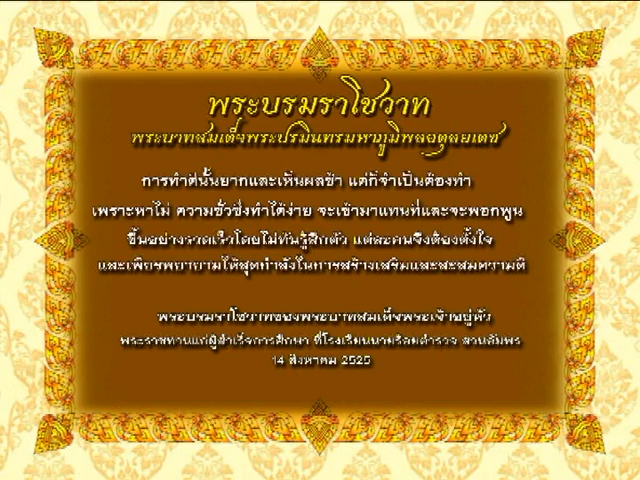 พระบรมราโชวาท
พระบาทสมเด็จพระปรมินทรมหาภูมิพลอดุลยเดช
การทำดีนั้นยากและเห็นผลช้า แต่ก็จำเป็นต้องทำ
เพราะหาไม่ ความชั่วซึ่งทำได้ง่าย จะเข้ามาแทนที่และจะพอกพูน
ขึ้นอย่างรวดเร็วโดยไม่ทันรู้สึกตัว แต่ละคนจึงต้องตั้งใจ
และเพียรพยายามให้สุดกำลังในการสร้างเสริมและสะสมความดี
พระบรมราโชวาทของพระบาทสมเด็จพระเจ้าอยู่หัว
พระราชทานแก่ผู้สำเร็จการศึกษา ที่โรงเรียนนายร้อยตำรวจ สวนอัมพร
14 สิงหาคม 2525